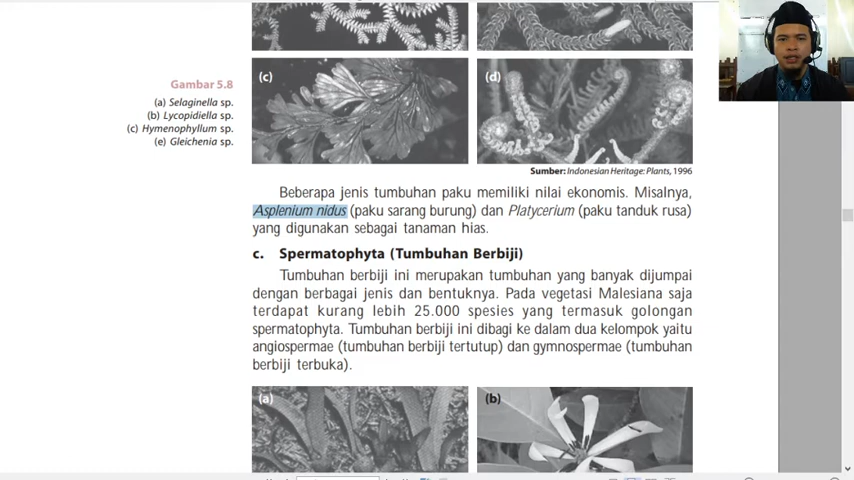 (c)
(d)
Gambar 5.8
(a) Selaginella sp.
(b) Lycopidiella sp.
(c) Hymenophyllum sp.
(e) Gleichenia sp.
Sumber: Indonesian Heritage: Plants, 1996
Beberapa jenis tumbuhan paku memiliki nilai ekonomis. Misalnya,
Asplenium nidus (paku sarang burung) dan Platycerium (paku tanduk rusa)
yang digunakan sebagai tanaman hias.
c. Spermatophyta (Tumbuhan Berbiji)
Tumbuhan berbiji ini merupakan tumbuhan yang banyak dijumpai
dengan berbagai jenis dan bentuknya. Pada vegetasi Malesiana saja
terdapat kurang lebih 25.000 spesies yang termasuk golongan
spermatophyta. Tumbuhan berbiji ini dibagi ke dalam dua kelompok yaitu
angiospermae (tumbuhan berbiji tertutup) dan gymnospermae (tumbuhan
berbiji terbuka).
(a)
(b)